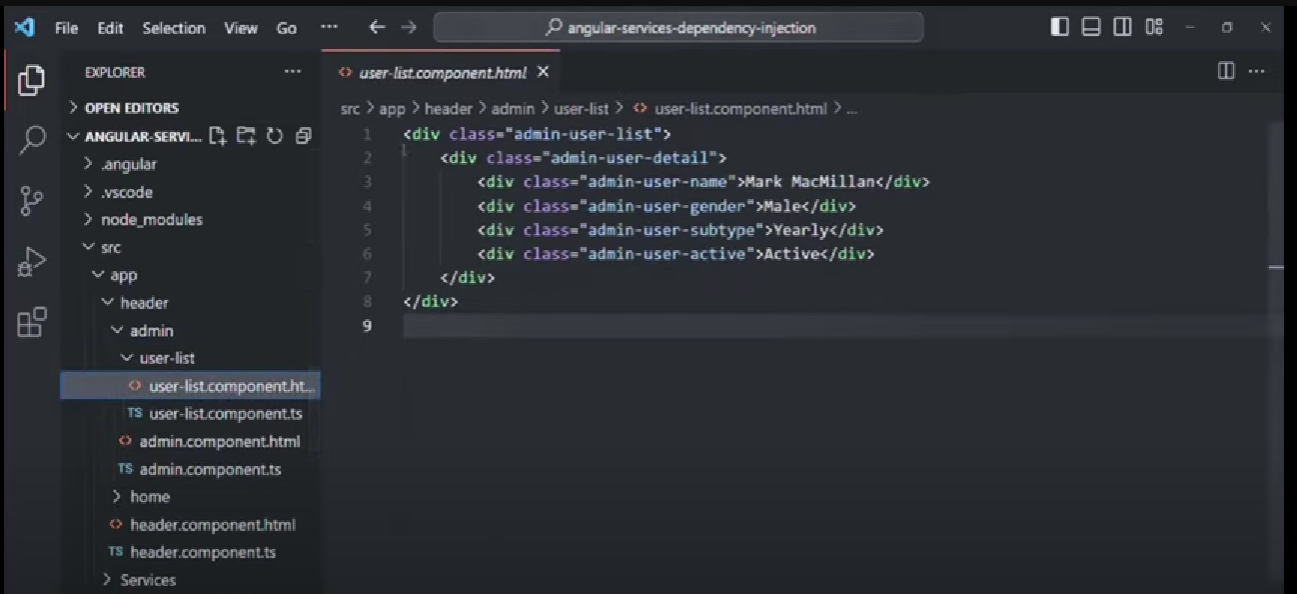 File Edit Selection View Go ··· angular-services-dependency-injection
EXPLORER ···
OPEN EDITORS
ANGULAR-SERVI...
.angular
.vscode
node_modules
src
app
header
admin
user-list
user-list.component.ht...
TS user-list.component.ts
admin.component.html
TS admin.component.ts
home
header.component.html
TS header.component.ts
Services
user-list.component.html
src > app > header > admin > user-list > user-list.component.html > ...
1 <div class="admin-user-list">
2 <div class="admin-user-detail">
3 <div class="admin-user-name">Mark MacMillan</div>
4 <div class="admin-user-gender">Male</div>
5 <div class="admin-user-subtype">Yearly</div>
6 <div class="admin-user-active">Active</div>
7 </div>
8 </div>
9